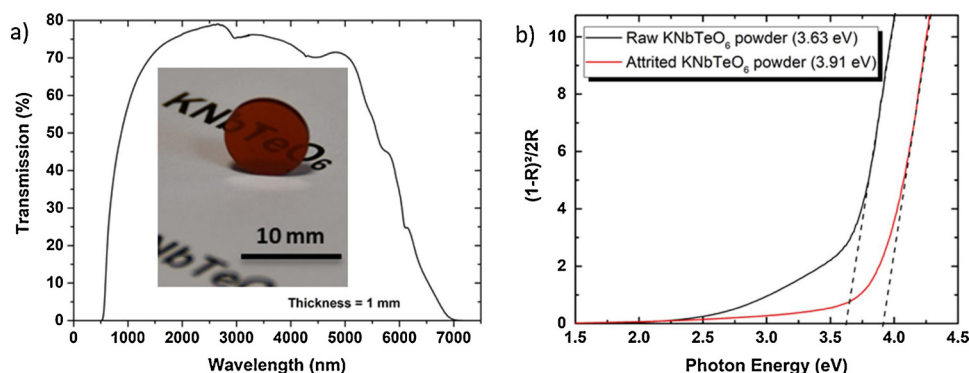 a)
80
70
60
50
40
30
20
10
0
Transmission (%)
KNbTeO₆
10 mm
NbTeO
Thickness = 1 mm
0 1000 2000 3000 4000 5000 6000 7000
Wavelength (nm)
b)
Raw KNbTeO₆ powder (3.63 eV)
Attrited KNbTeO₆ powder (3.91 eV)
10
8
6
4
2
0
(1-R)²/2R
1.5 2.0 2.5 3.0 3.5 4.0 4.5
Photon Energy (eV)